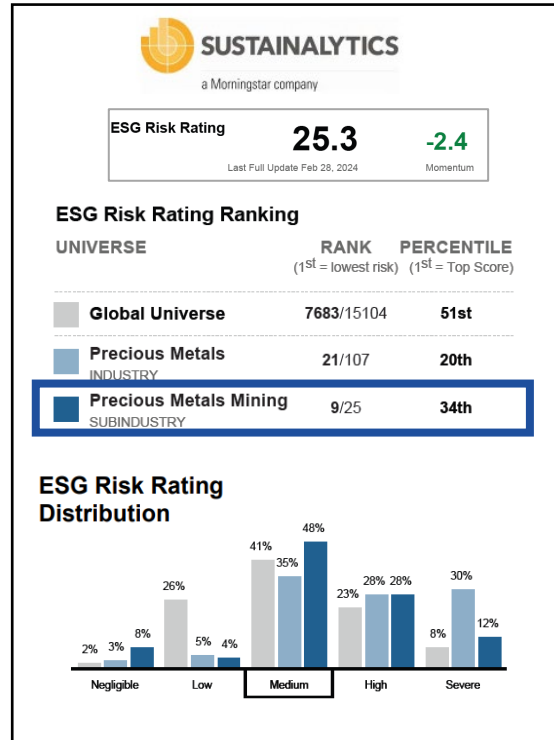 SUSTAINALYTICS
a Morningstar company
ESG Risk Rating 25.3 -2.4
Last Full Update Feb 28, 2024 Momentum
ESG Risk Rating Ranking
UNIVERSE RANK PERCENTILE
(1st = lowest risk) (1st = Top Score)
Global Universe 7683/15104 51st
Precious Metals 21/107 20th
INDUSTRY
Precious Metals Mining 9/25 34th
SUBINDUSTRY
ESG Risk Rating
Distribution
2% 3% 8% 26% 5% 4% 41% 35% 48% 23% 28% 28% 8% 30% 12%
Negligible Low Medium High Severe